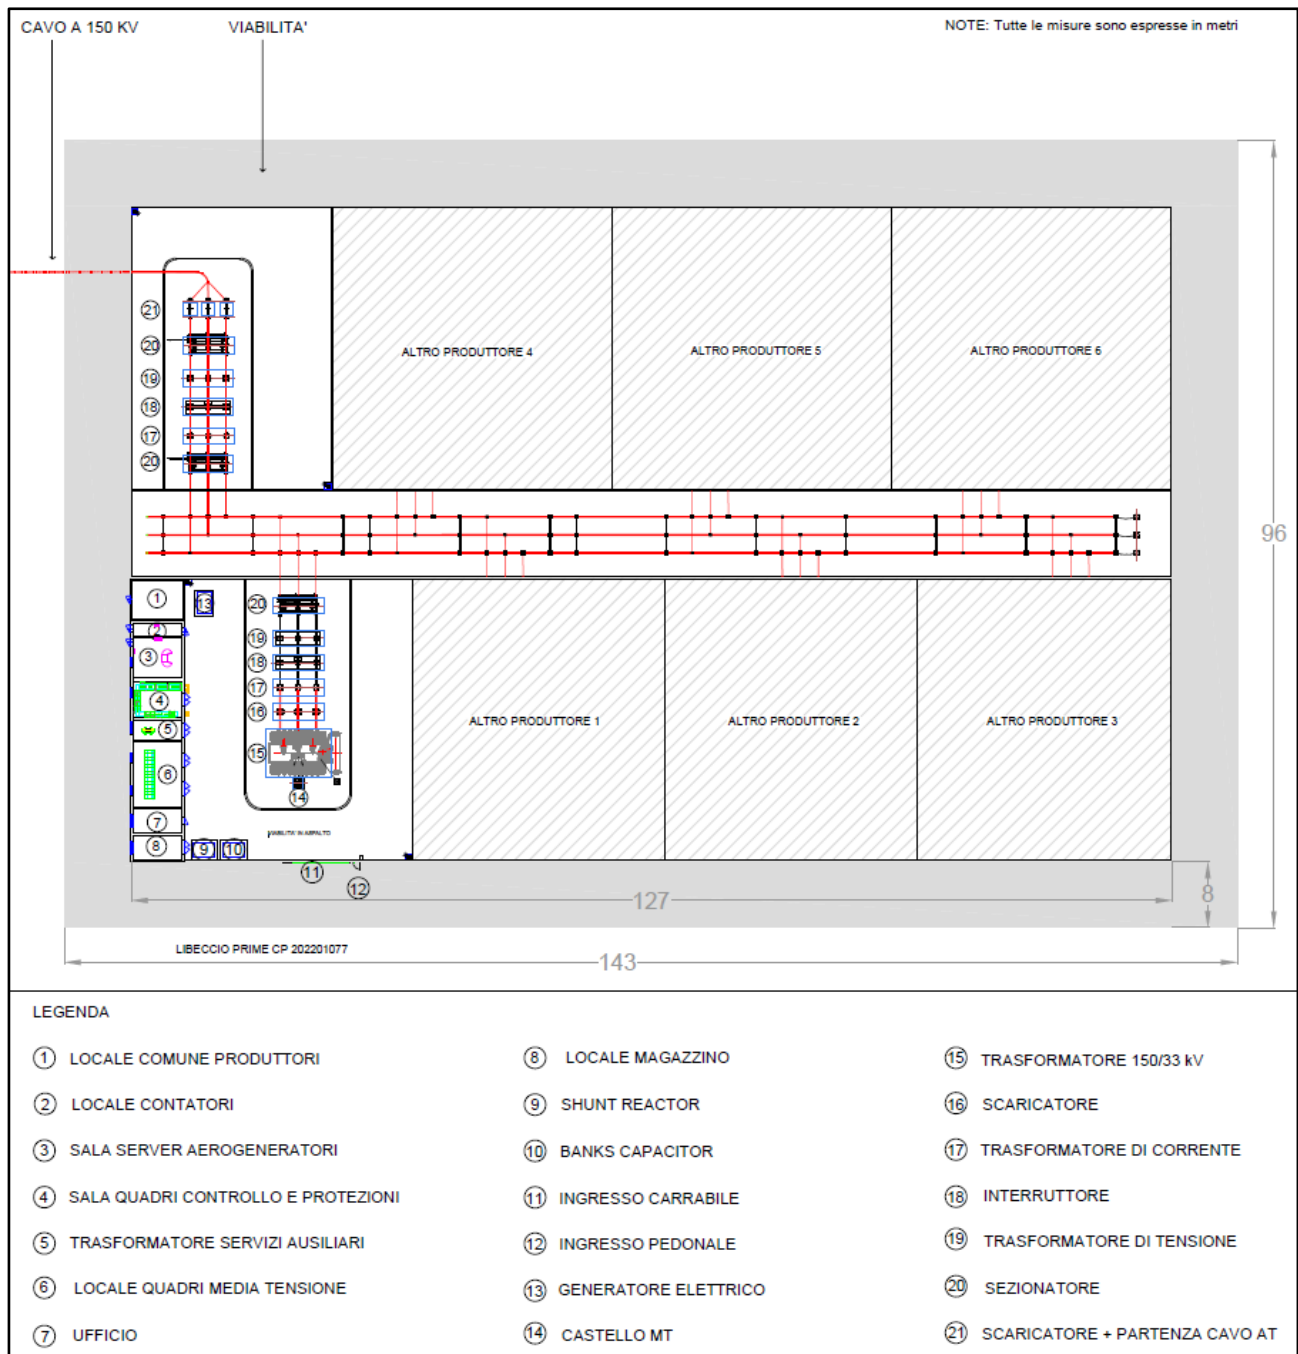 CAVO A 150 KV
VIABILITA'
NOTE: Tutte le misure sono espresse in metri
21
20
19
18
17
20
ALTRO PRODUTTORE 4
ALTRO PRODUTTORE 5
ALTRO PRODUTTORE 6
96
1
13
2
3
4
5
6
7
8
9
10
20
19
18
17
16
15
14
VIABILITA' IN ASFALTO
11
12
ALTRO PRODUTTORE 1
ALTRO PRODUTTORE 2
ALTRO PRODUTTORE 3
127
8
LIBECCIO PRIME CP 202201077
143
LEGENDA
1 LOCALE COMUNE PRODUTTORI
2 LOCALE CONTATORI
3 SALA SERVER AEROGENERATORI
4 SALA QUADRI CONTROLLO E PROTEZIONI
5 TRASFORMATORE SERVIZI AUSILIARI
6 LOCALE QUADRI MEDIA TENSIONE
7 UFFICIO
8 LOCALE MAGAZZINO
9 SHUNT REACTOR
10 BANKS CAPACITOR
11 INGRESSO CARRABILE
12 INGRESSO PEDONALE
13 GENERATORE ELETTRICO
14 CASTELLO MT
15 TRASFORMATORE 150/33 kV
16 SCARICATORE
17 TRASFORMATORE DI CORRENTE
18 INTERRUTTORE
19 TRASFORMATORE DI TENSIONE
20 SEZIONATORE
21 SCARICATORE + PARTENZA CAVO AT